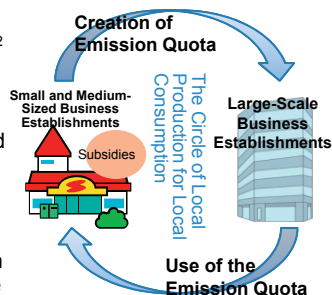 Creation of
Emission Quota
2
Small and Medium-
Sized Business
Establishments
Subsidies
The Circle of Local
Production for Local
Consumption
Large-Scale
Business
Establishments
d
Use of the
Emission Quota